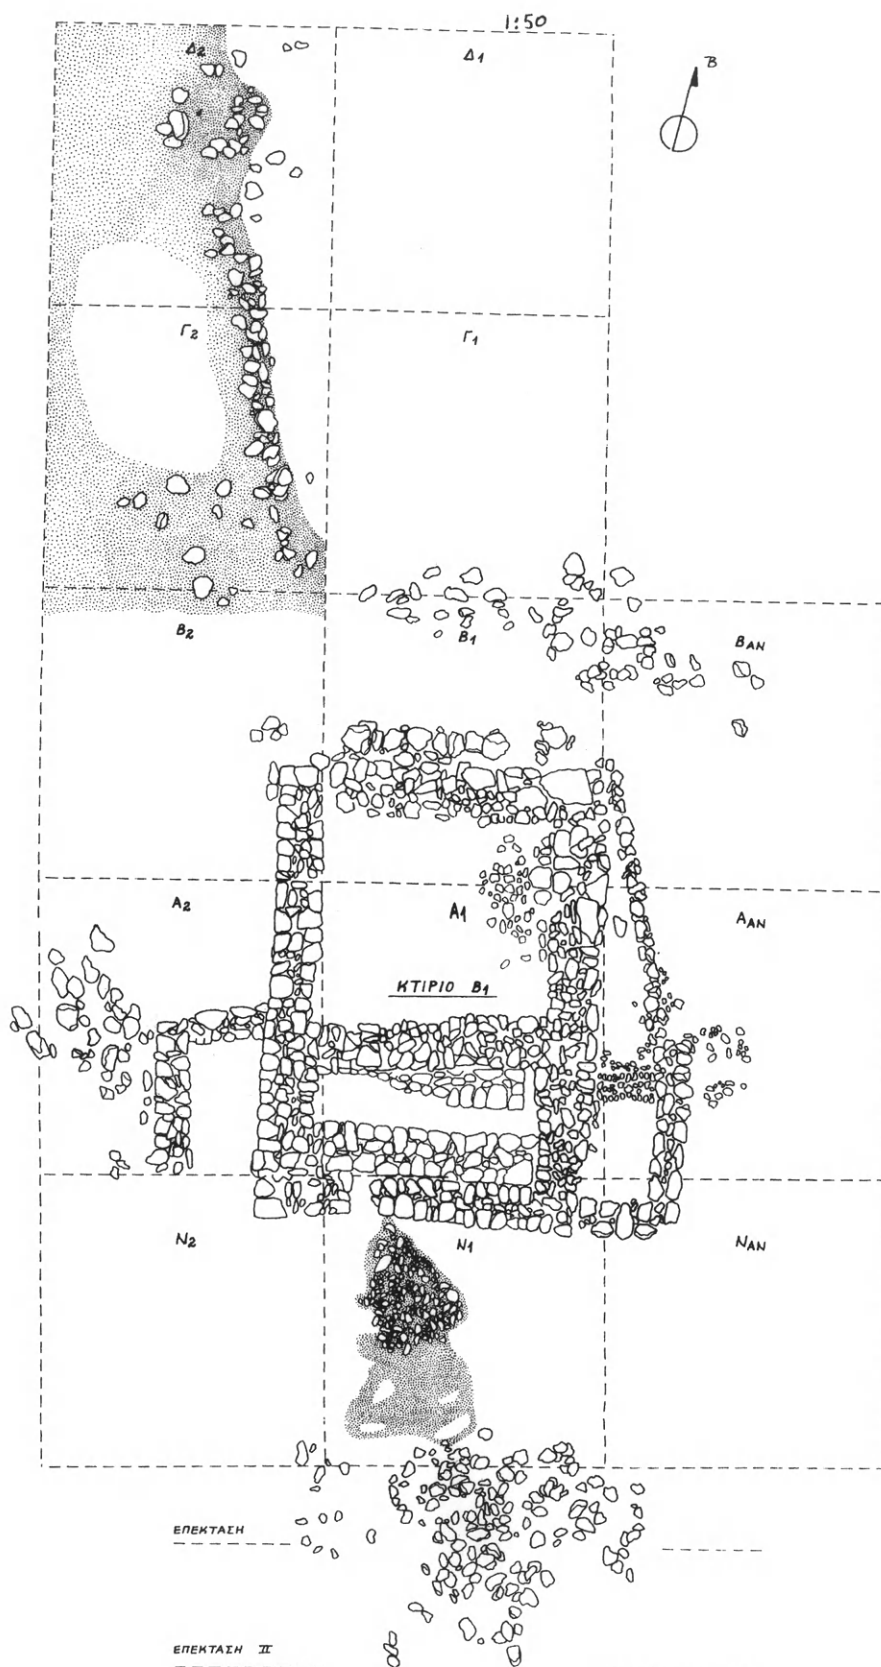 1:50
Δ2
Δ1
Β
Γ2
Γ1
Β2
Β1
ΒΑΝ
Α2
Α1
ΑΑΝ
ΚΤΙΡΙΟ Β1
Ν2
Ν1
ΝΑΝ
ΕΠΕΚΤΑΣΗ
ΕΠΕΚΤΑΣΗ ΙΙ